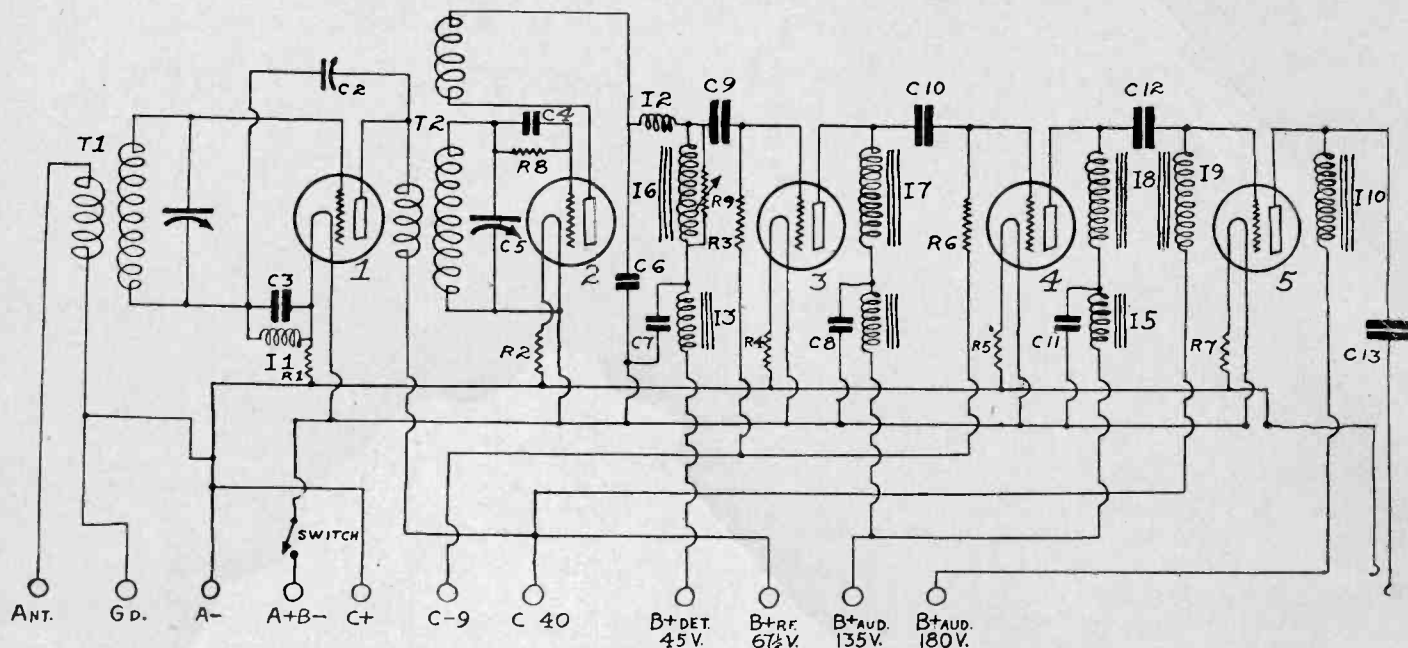 C2
T1
T2
C4
R8
C5
1
2
C3
I1
R1
R2
I2
C9
I6
R9
R3
C6
C7
I3
3
R4
C10
I7
C8
R6
4
R5
C12
I8
I9
C11
I5
5
R7
I10
C13
SWITCH
ANT.
GD.
A-
A+B-
C+
C-9
C 40
B+DET.
45V.
B+RF.
67½V.
B+AUD.
135V.
B+AUD.
180V.